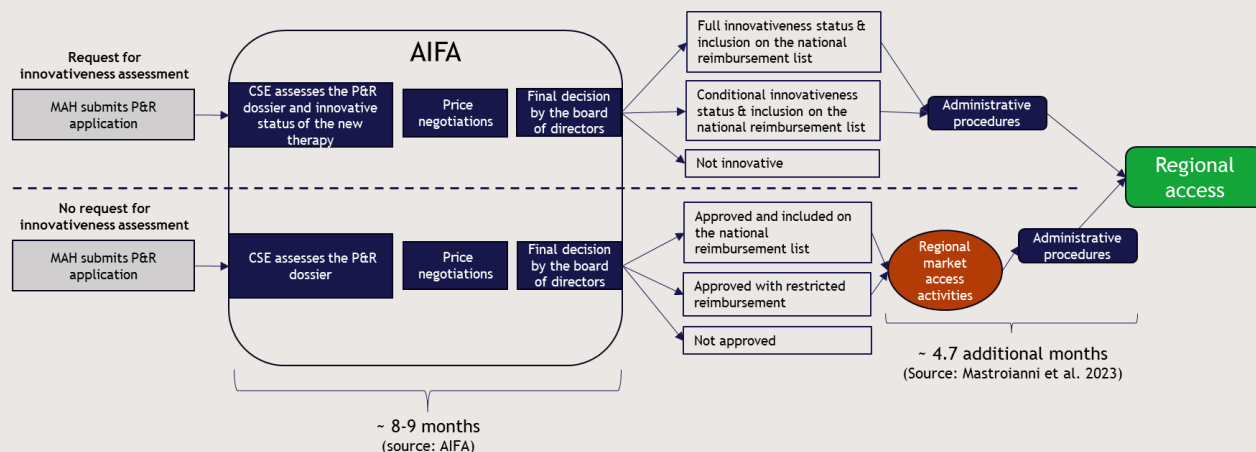 AIFA
Request for
innovativeness assessment
MAH submits P&R
application
CSE assesses the P&R
dossier and innovative
status of the new
therapy
Price
negotiations
Final decision
by the board
of directors
Full innovativeness status &
inclusion on the national
reimbursement list
Conditional innovativeness
status & inclusion on the
national reimbursement list
Not innovative
Administrative
procedures
Regional
access
No request for
innovativeness assessment
MAH submits P&R
application
CSE assesses the P&R
dossier
Price
negotiations
Final decision
by the board
of directors
Approved and included on
the national
reimbursement list
Approved with restricted
reimbursement
Not approved
Regional
market
access
activities
Administrative
procedures
~ 8-9 months
(source: AIFA)
~ 4.7 additional months
(Source: Mastroianni et al. 2023)